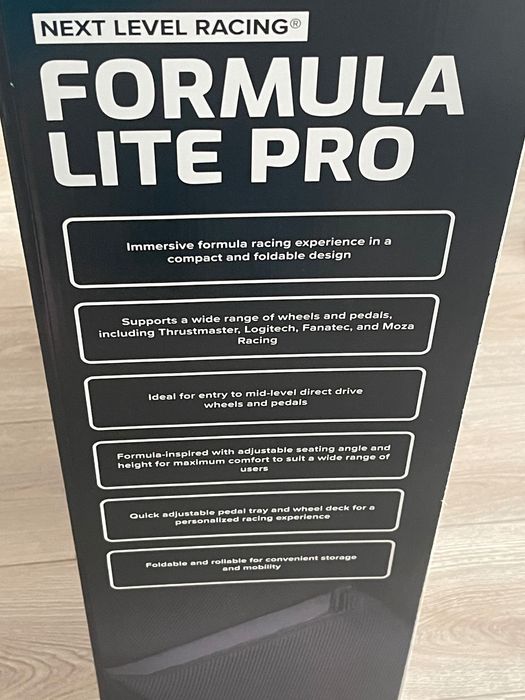 NEXT LEVEL RACING®
FORMULA
LITE PRO
Immersive formula racing experience in a
compact and foldable design
Supports a wide range of wheels and pedals,
including Thrustmaster, Logitech, Fanatec, and Moza
Racing
Ideal for entry to mid-level direct drive
wheels and pedals
Formula-inspired with adjustable seating angle and
height for maximum comfort to suit a wide range of
users
Quick adjustable pedal tray and wheel deck for a
personalized racing experience
Foldable and rollable for convenient storage
and mobility